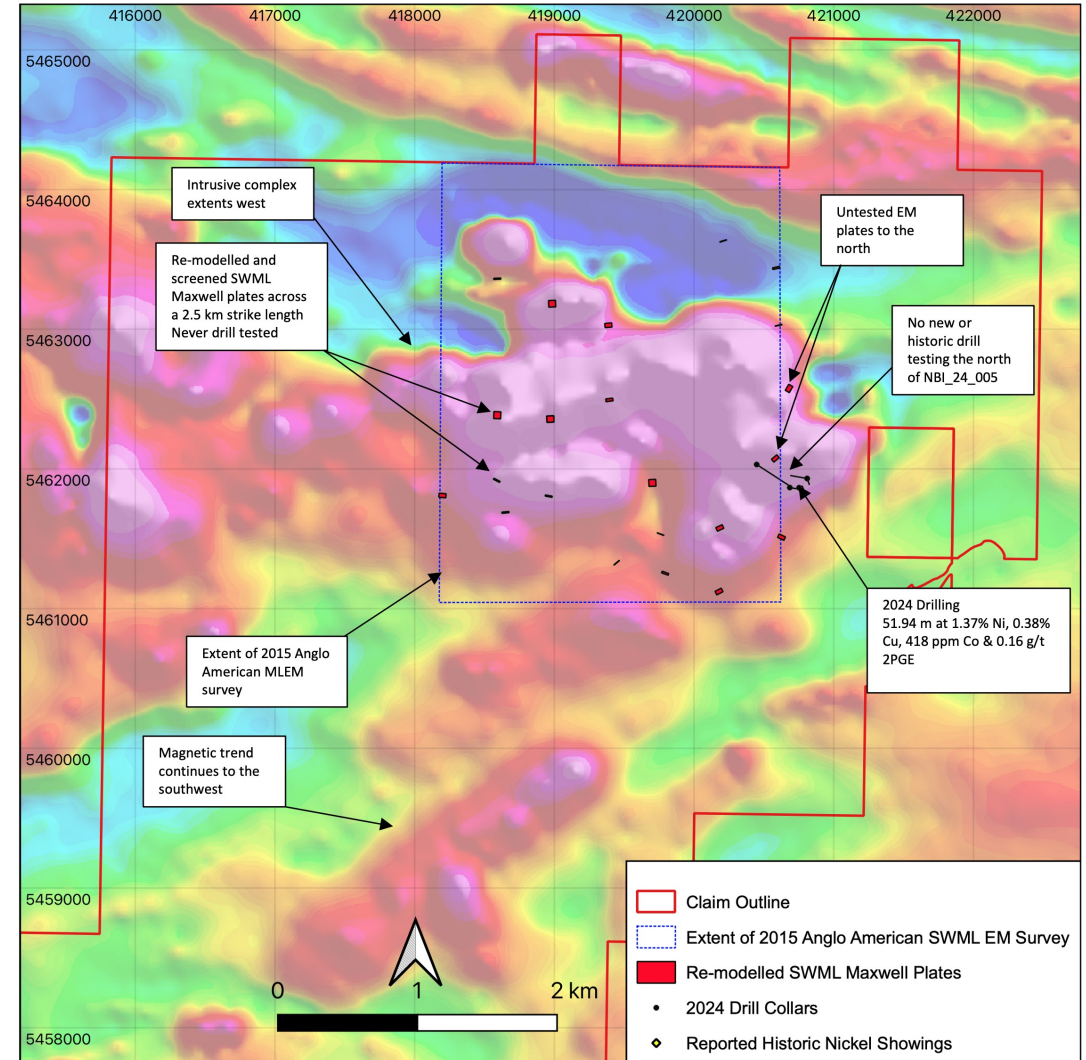 416000
417000
418000
419000
420000
421000
422000
5465000
5464000
5463000
5462000
5461000
5460000
5459000
5458000
Intrusive complex
extents west
Re-modelled and
screened SWML
Maxwell plates across
a 2.5 km strike length
Never drill tested
Untested EM
plates to the
north
No new or
historic drill
testing the north
of NBI_24_005
Extent of 2015 Anglo
American MLEM
survey
2024 Drilling
51.94 m at 1.37% Ni, 0.38%
Cu, 418 ppm Co & 0.16 g/t
2PGE
Magnetic trend
continues to the
southwest
0 1 2 km
Claim Outline
Extent of 2015 Anglo American SWML EM Survey
Re-modelled SWML Maxwell Plates
2024 Drill Collars
Reported Historic Nickel Showings